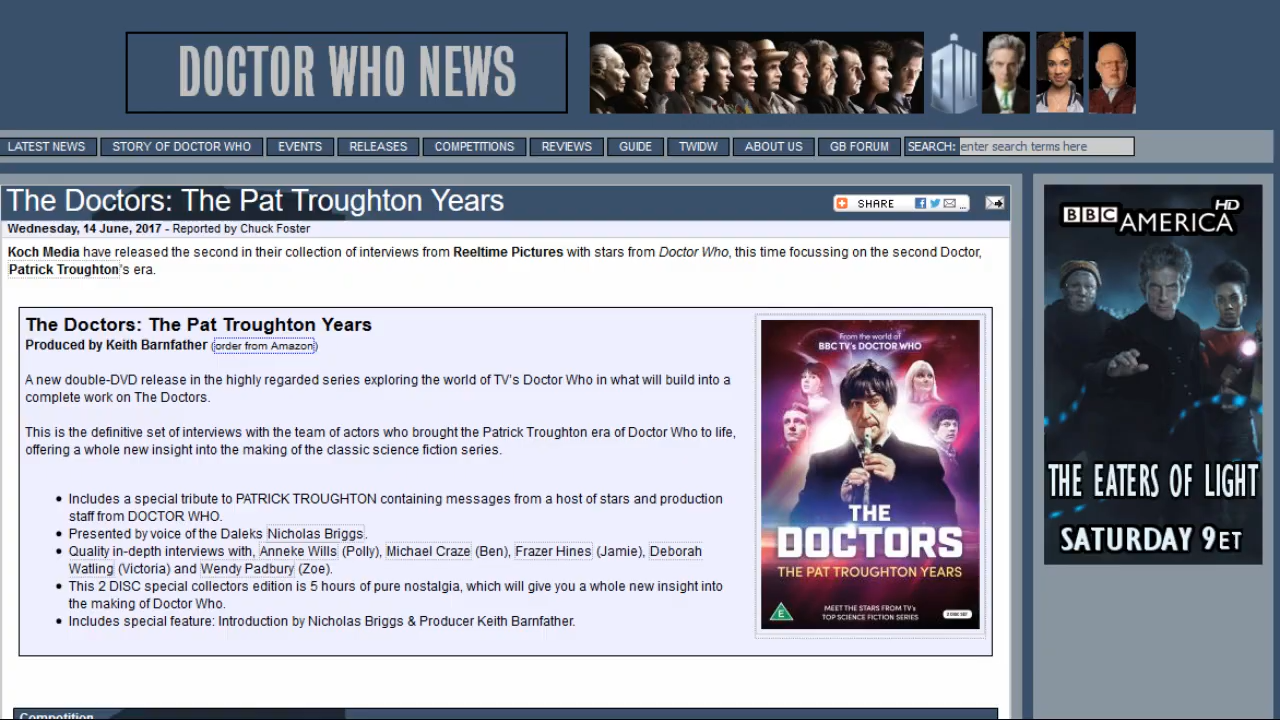 DOCTOR WHO NEWS
DW
LATEST NEWS STORY OF DOCTOR WHO EVENTS RELEASES COMPETITIONS REVIEWS GUIDE TWIDW ABOUT US GB FORUM SEARCH: enter search terms here
The Doctors: The Pat Troughton Years
SHARE ...
Wednesday, 14 June, 2017 - Reported by Chuck Foster
Koch Media have released the second in their collection of interviews from Reeltime Pictures with stars from Doctor Who, this time focussing on the second Doctor,
Patrick Troughton's era.
The Doctors: The Pat Troughton Years
Produced by Keith Barnfather (order from Amazon)
A new double-DVD release in the highly regarded series exploring the world of TV's Doctor Who in what will build into a
complete work on The Doctors.
This is the definitive set of interviews with the team of actors who brought the Patrick Troughton era of Doctor Who to life,
offering a whole new insight into the making of the classic science fiction series.
• Includes a special tribute to PATRICK TROUGHTON containing messages from a host of stars and production
staff from DOCTOR WHO.
• Presented by voice of the Daleks Nicholas Briggs.
• Quality in-depth interviews with, Anneke Wills (Polly), Michael Craze (Ben), Frazer Hines (Jamie), Deborah
Watling (Victoria) and Wendy Padbury (Zoe).
• This 2 DISC special collectors edition is 5 hours of pure nostalgia, which will give you a whole new insight into
the making of Doctor Who.
• Includes special feature: Introduction by Nicholas Briggs & Producer Keith Barnfather.
From the world of
BBC TV's DOCTOR WHO
THE
DOCTORS
THE PAT TROUGHTON YEARS
MEET THE STARS FROM TV's
TOP SCIENCE FICTION SERIES
E
2 DISC SET
BBC AMERICA HD
THE EATERS OF LIGHT
SATURDAY 9ET
Competition